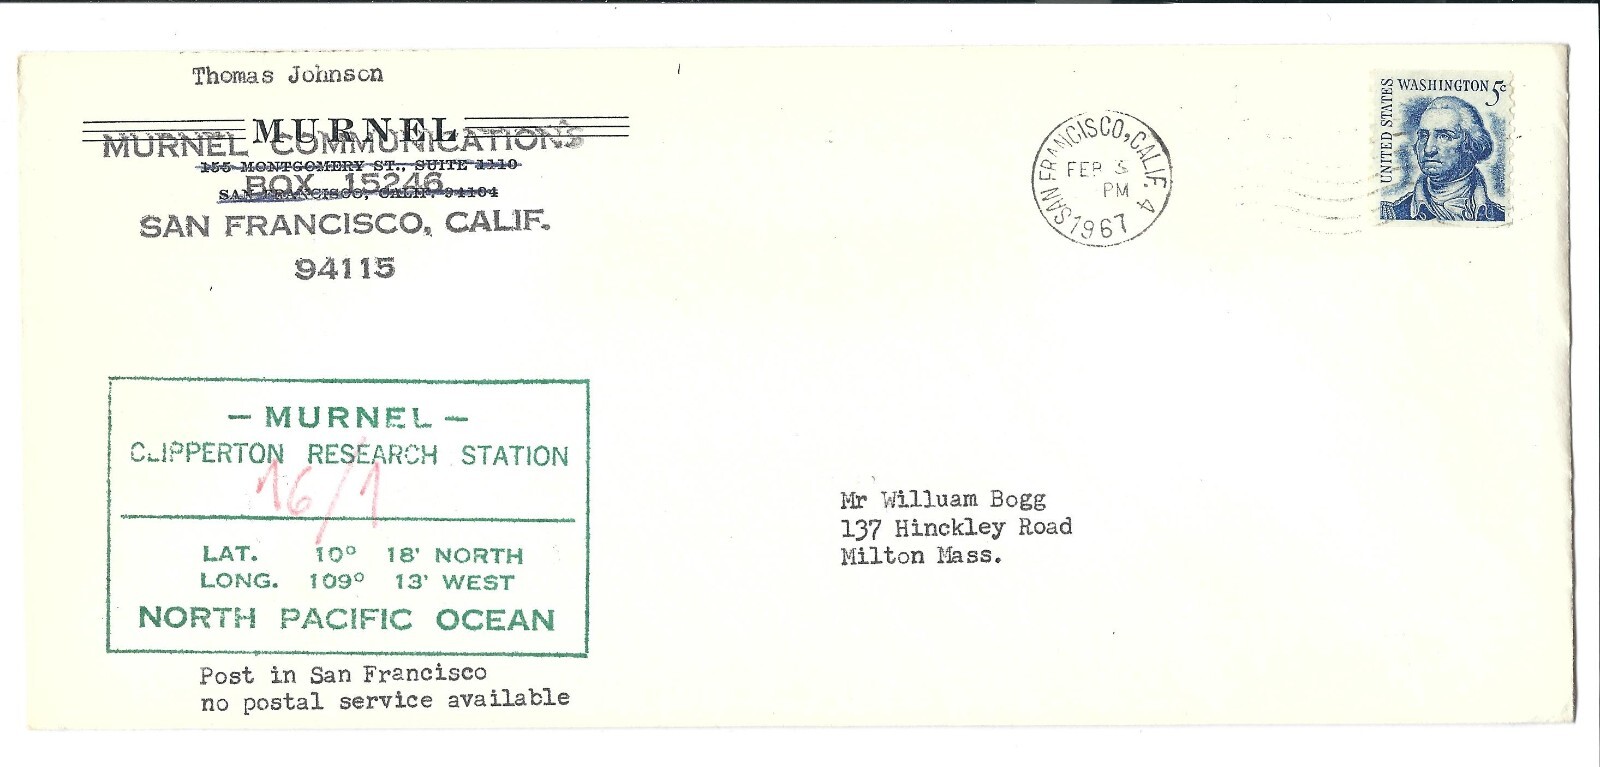 Thomas Johnson
MURNEL
MURNEL COMMUNICATIONS
155 MONTGOMERY ST., SUITE 1110
BOX 15246
SAN FRANCISCO, CALIF. 94104
SAN FRANCISCO, CALIF.
94115
SAN FRANCISCO, CALIF. 4
FEB 3
PM
1967
UNITED STATES
WASHINGTON 5c
- MURNEL -
CLIPPERTON RESEARCH STATION
16/1
LAT. 10° 18' NORTH
LONG. 109° 13' WEST
NORTH PACIFIC OCEAN
Post in San Francisco
no postal service available
Mr Willuam Bogg
137 Hinckley Road
Milton Mass.